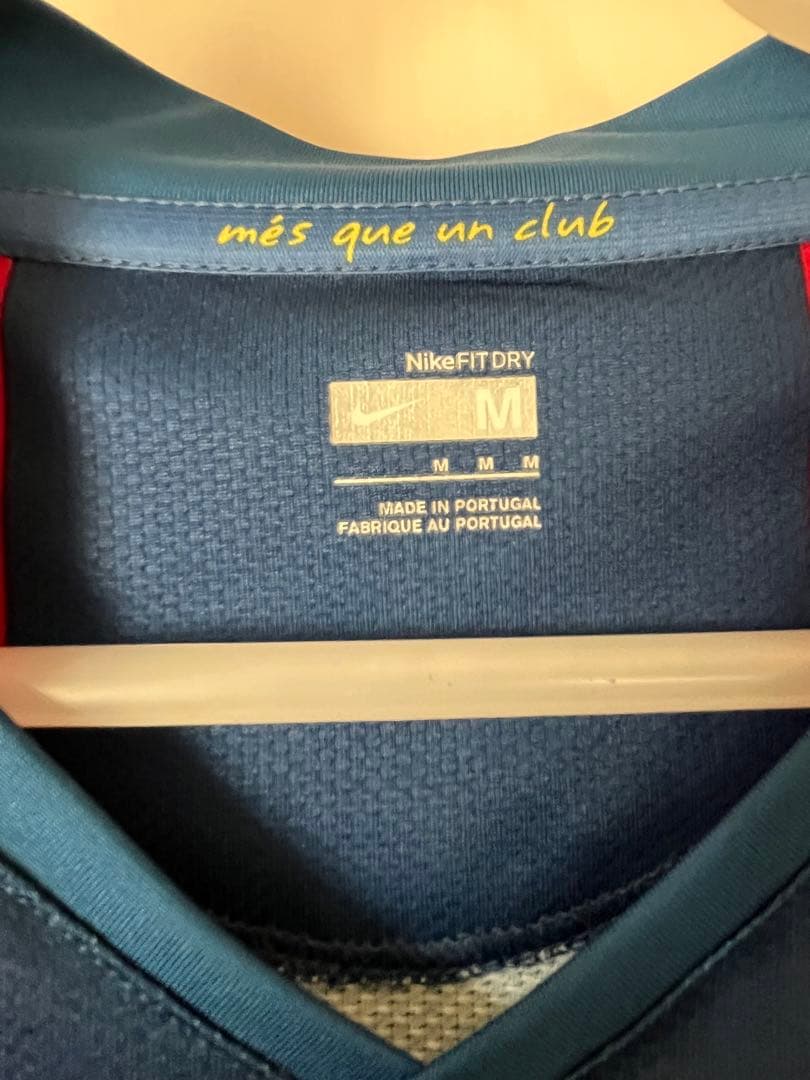 més que un club
NikeFIT DRY
M
M M M
MADE IN PORTUGAL
FABRIQUE AU PORTUGAL